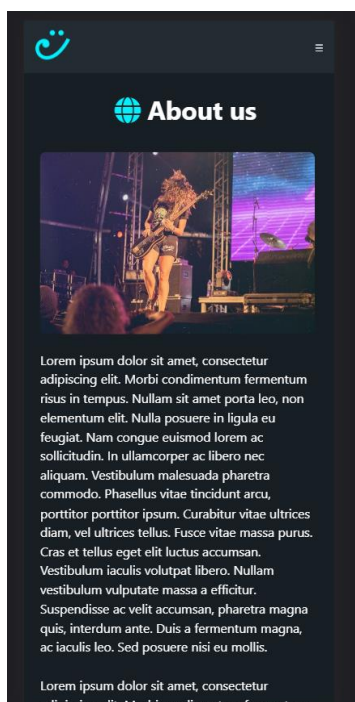 About us
Lorem ipsum dolor sit amet, consectetur
adipiscing elit. Morbi condimentum fermentum
risus in tempus. Nullam sit amet porta leo, non
elementum elit. Nulla posuere in ligula eu
feugiat. Nam congue euismod lorem ac
sollicitudin. In ullamcorper ac libero nec
aliquam. Vestibulum malesuada pharetra
commodo. Phasellus vitae tincidunt arcu,
porttitor porttitor ipsum. Curabitur vitae ultrices
diam, vel ultrices tellus. Fusce vitae massa purus.
Cras et tellus eget elit luctus accumsan.
Vestibulum iaculis volutpat libero. Nullam
vestibulum vulputate massa a efficitur.
Suspendisse ac velit accumsan, pharetra magna
quis, interdum ante. Duis a fermentum magna,
ac iaculis leo. Sed posuere nisi eu mollis.
Lorem ipsum dolor sit amet, consectetur